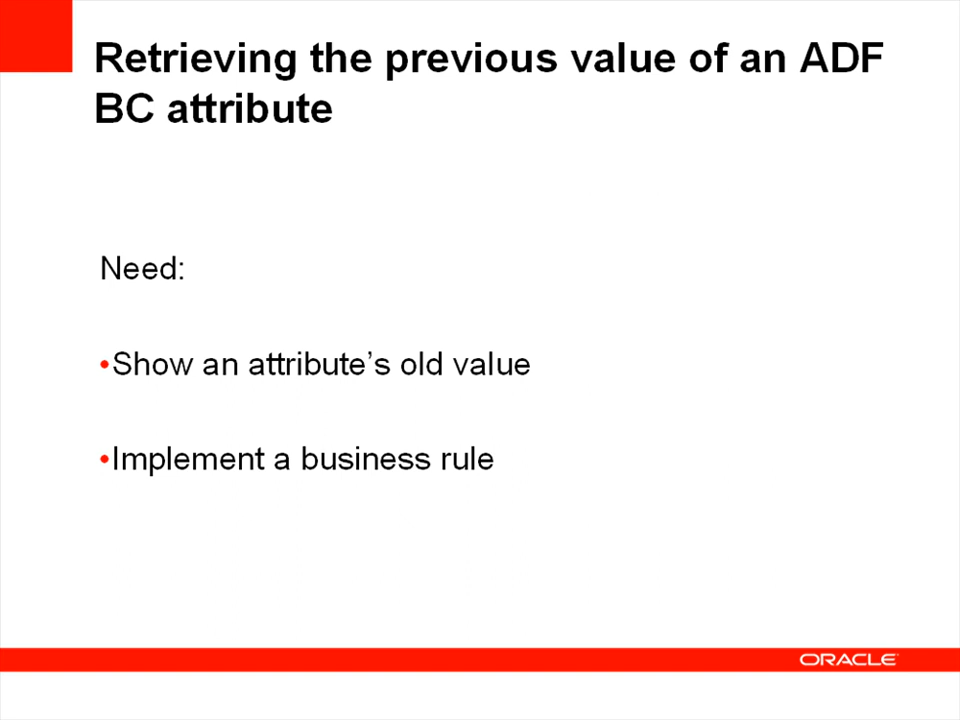 Retrieving the previous value of an ADF
BC attribute
Need:
•Show an attribute’s old value
•Implement a business rule
ORACLE